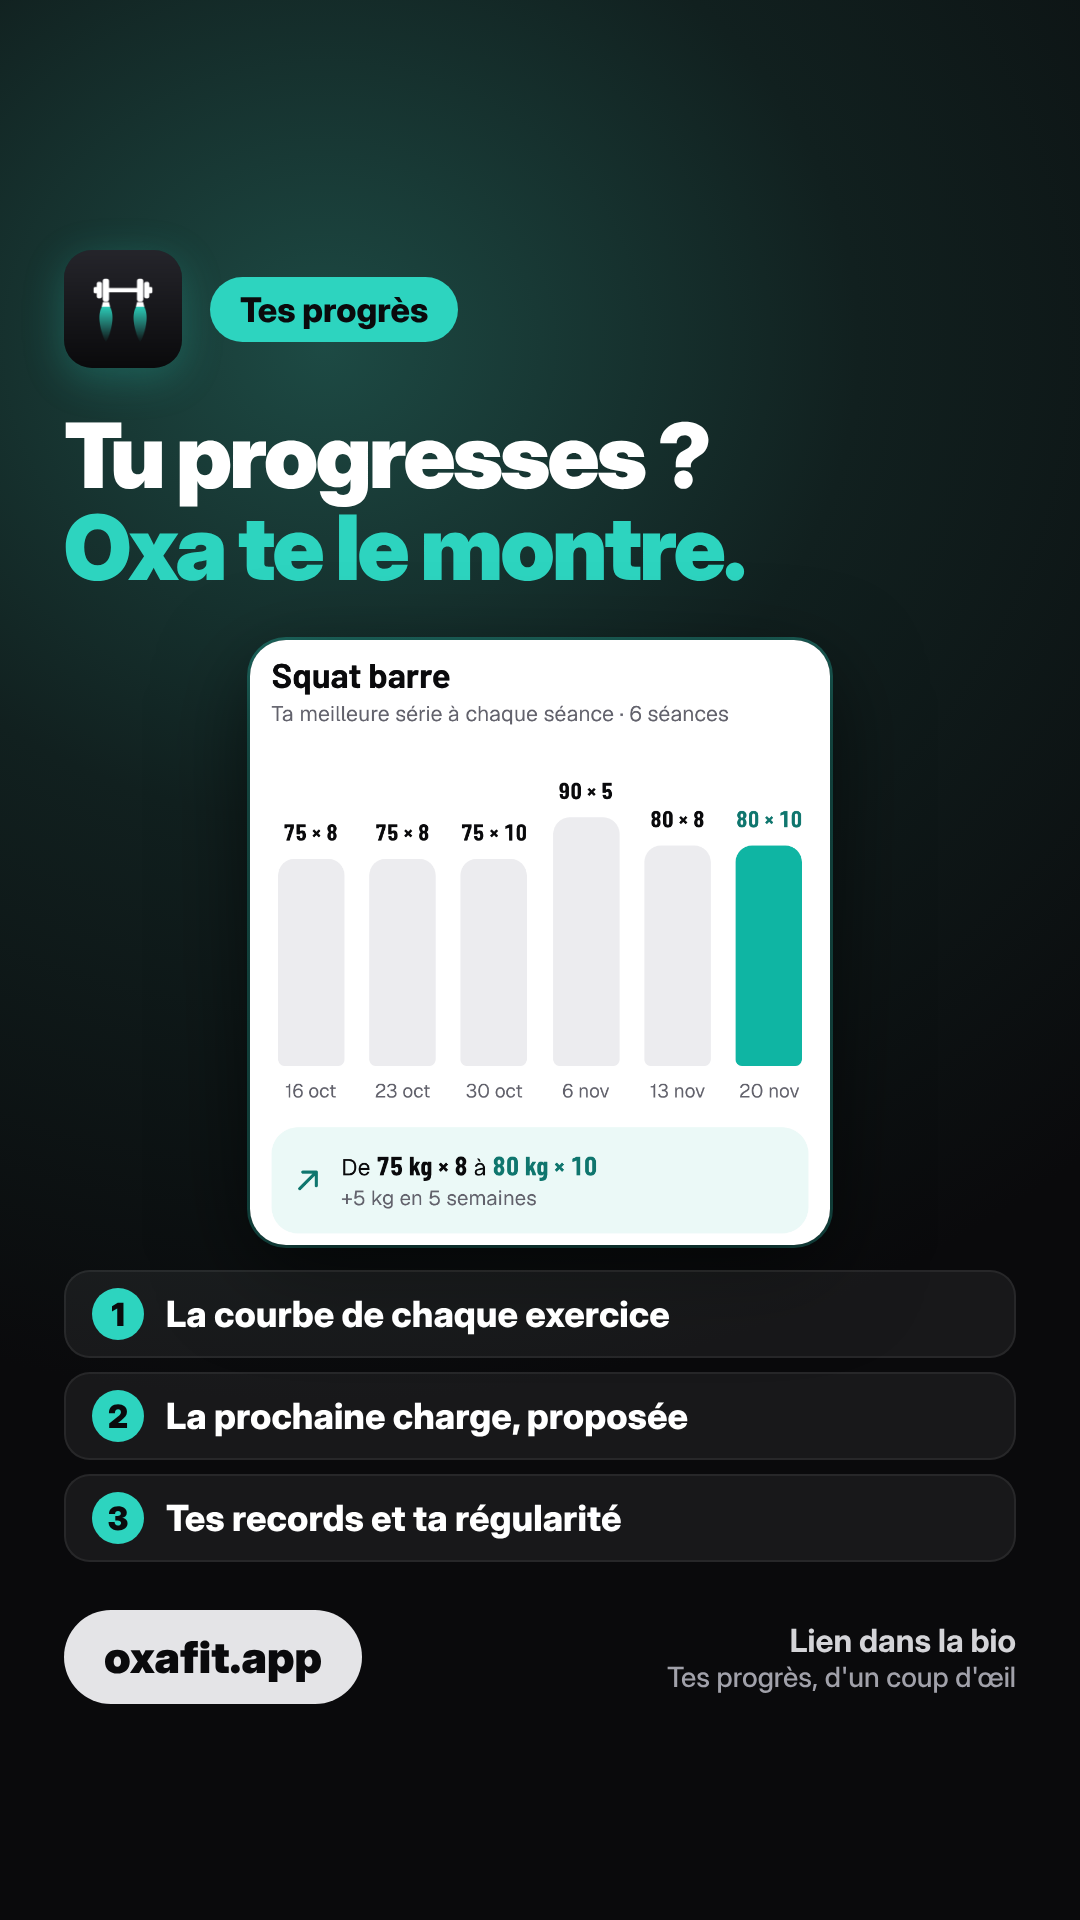 Tes progrès
Tu progresses ?
Oxa te le montre.
Squat barre
Ta meilleure série à chaque séance · 6 séances
75 × 8
75 × 8
75 × 10
90 × 5
80 × 8
80 × 10
16 oct
23 oct
30 oct
6 nov
13 nov
20 nov
De 75 kg × 8 à 80 kg × 10
+5 kg en 5 semaines
1 La courbe de chaque exercice
2 La prochaine charge, proposée
3 Tes records et ta régularité
oxafit.app
Lien dans la bio
Tes progrès, d'un coup d'œil